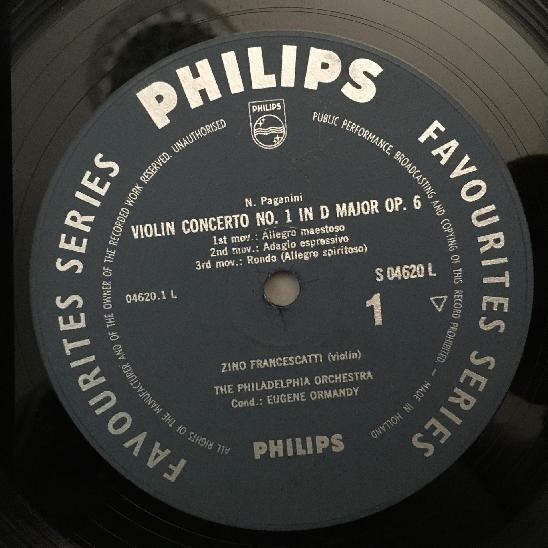 PHILIPS
FAVOURITES SERIES
FAVOURITES SERIES
ALL RIGHTS OF THE MANUFACTURER AND OF THE OWNER OF THE RECORDED WORK RESERVED. UNAUTHORISED
PUBLIC PERFORMANCE, BROADCASTING AND COPYING OF THIS RECORD PROHIBITED – MADE IN HOLLAND
PHILIPS
N. Paganini
VIOLIN CONCERTO NO. 1 IN D MAJOR OP. 6
1st mov.: Allegro maestoso
2nd mov.: Adagio espressivo
3rd mov.: Rondo (Allegro spiritoso)
04620.1 L
S 04620 L
1
ZINO FRANCESCATTI (violin)
THE PHILADELPHIA ORCHESTRA
Cond.: EUGENE ORMANDY
PHILIPS